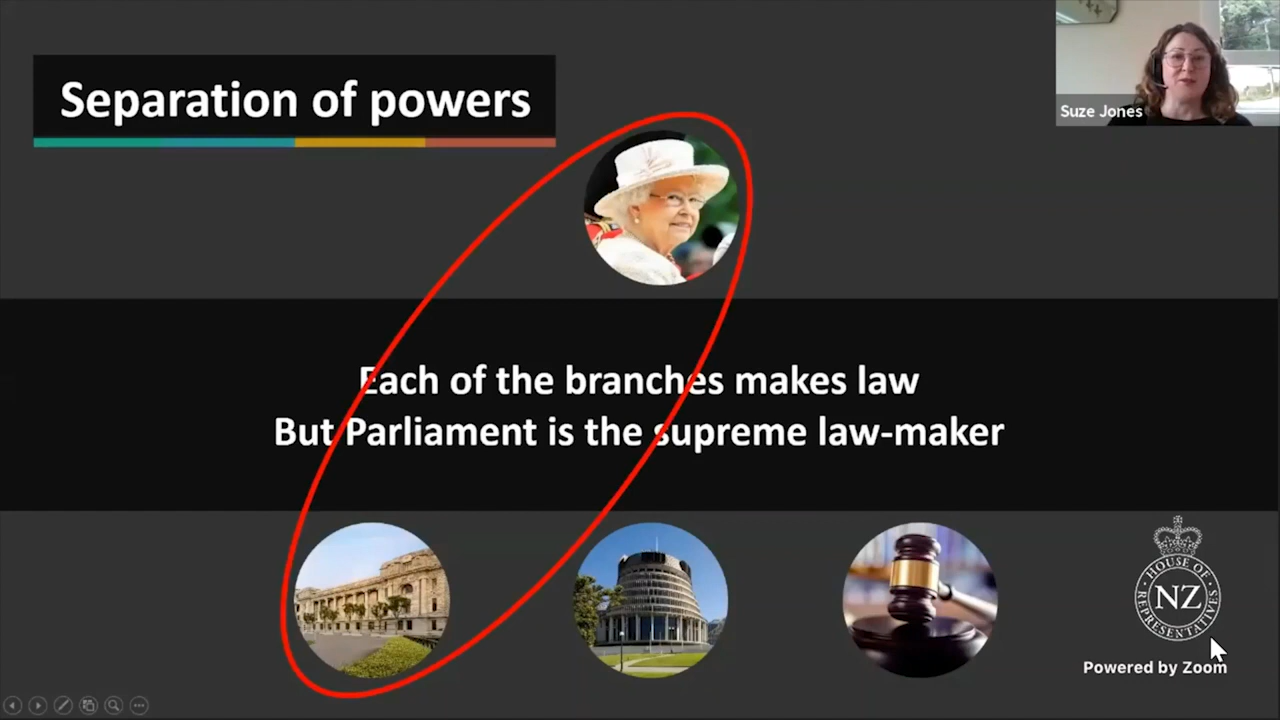 Separation of powers
Suze Jones
Each of the branches makes law
But Parliament is the supreme law-maker
HOUSE OF
NZ
REPRESENTATIVES
Powered by Zoom